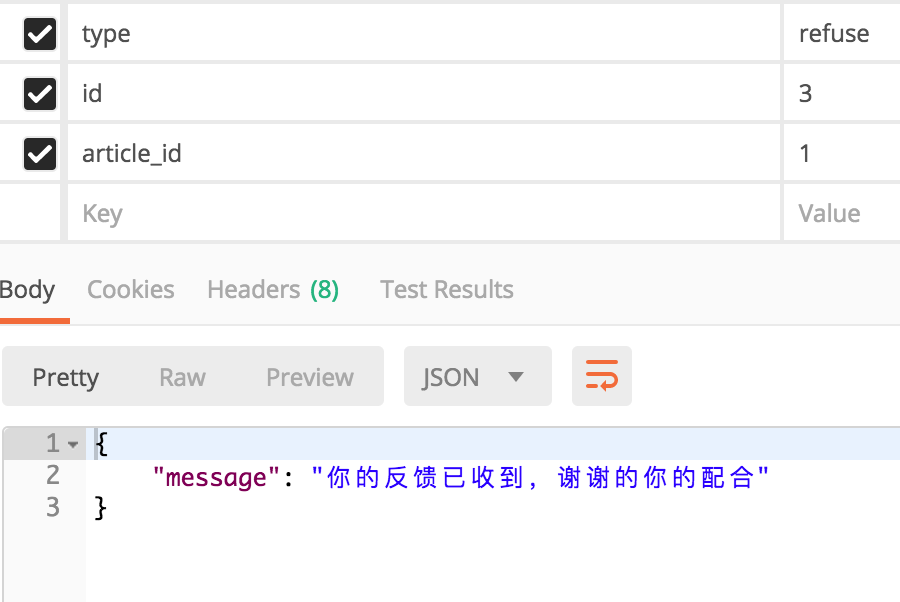 type refuse
id 3
article_id 1
Key Value
Body Cookies Headers (8) Test Results
Pretty Raw Preview JSON
1 {
2 "message": "你的反馈已收到, 谢谢的你的配合"
3 }